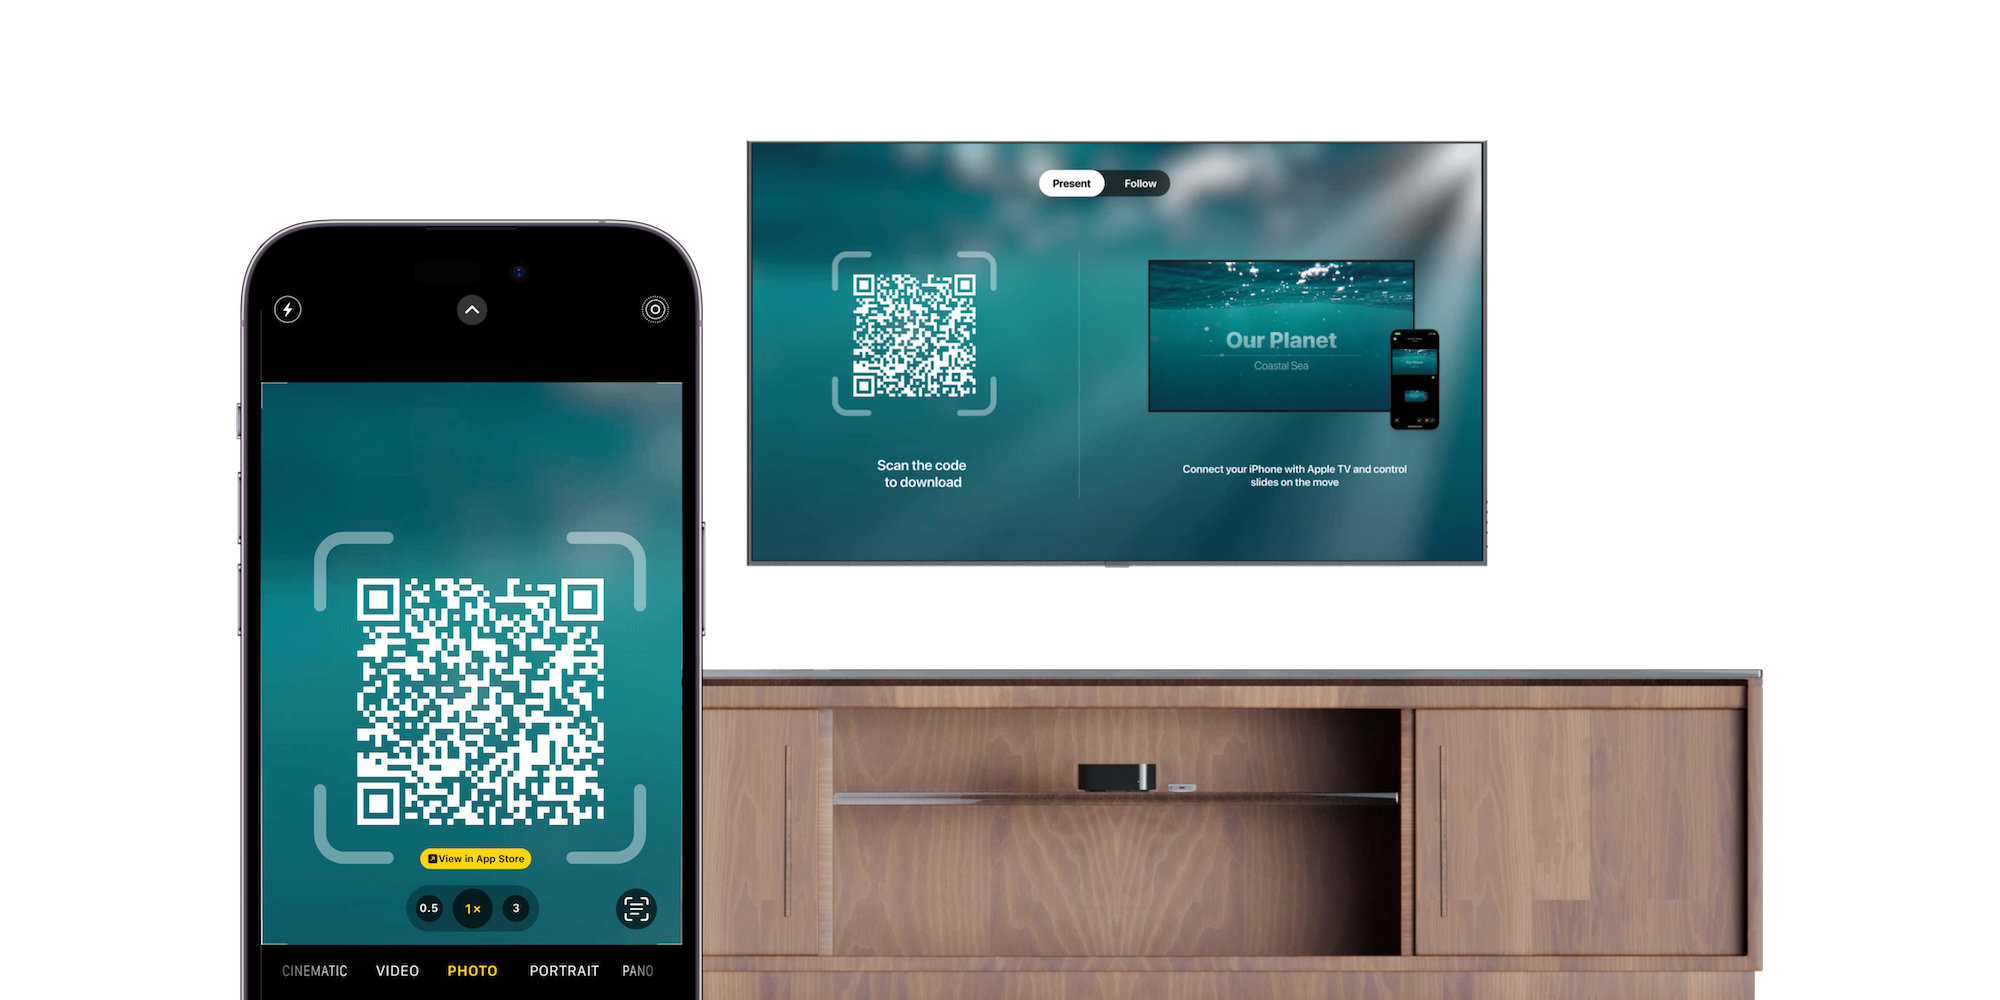 CINEMATIC
VIDEO
PHOTO
PORTRAIT
PANO
0.5
1×
3
View in App Store
Present
Follow
Scan the code
to download
Our Planet
Coastal Sea
Connect your iPhone with Apple TV and control
slides on the move